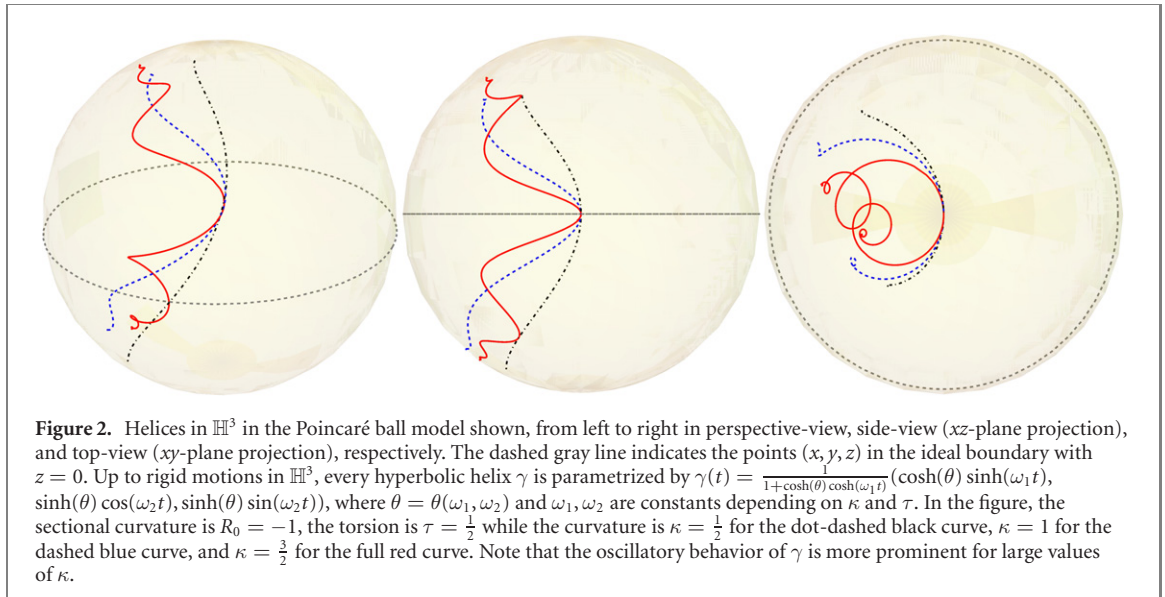 Figure 2. Helices in ℍ³ in the Poincaré ball model shown, from left to right in perspective-view, side-view (xz-plane projection),
and top-view (xy-plane projection), respectively. The dashed gray line indicates the points (x, y, z) in the ideal boundary with
z = 0. Up to rigid motions in ℍ³, every hyperbolic helix γ is parametrized by γ(t) = 1/(1+cosh(θ) cosh(ω₁t)) (cosh(θ) sinh(ω₁t),
sinh(θ) cos(ω₂t), sinh(θ) sin(ω₂t)), where θ = θ(ω₁, ω₂) and ω₁, ω₂ are constants depending on κ and τ. In the figure, the
sectional curvature is R₀ = −1, the torsion is τ = 1/2 while the curvature is κ = 1/2 for the dot-dashed black curve, κ = 1 for the
dashed blue curve, and κ = 3/2 for the full red curve. Note that the oscillatory behavior of γ is more prominent for large values
of κ.